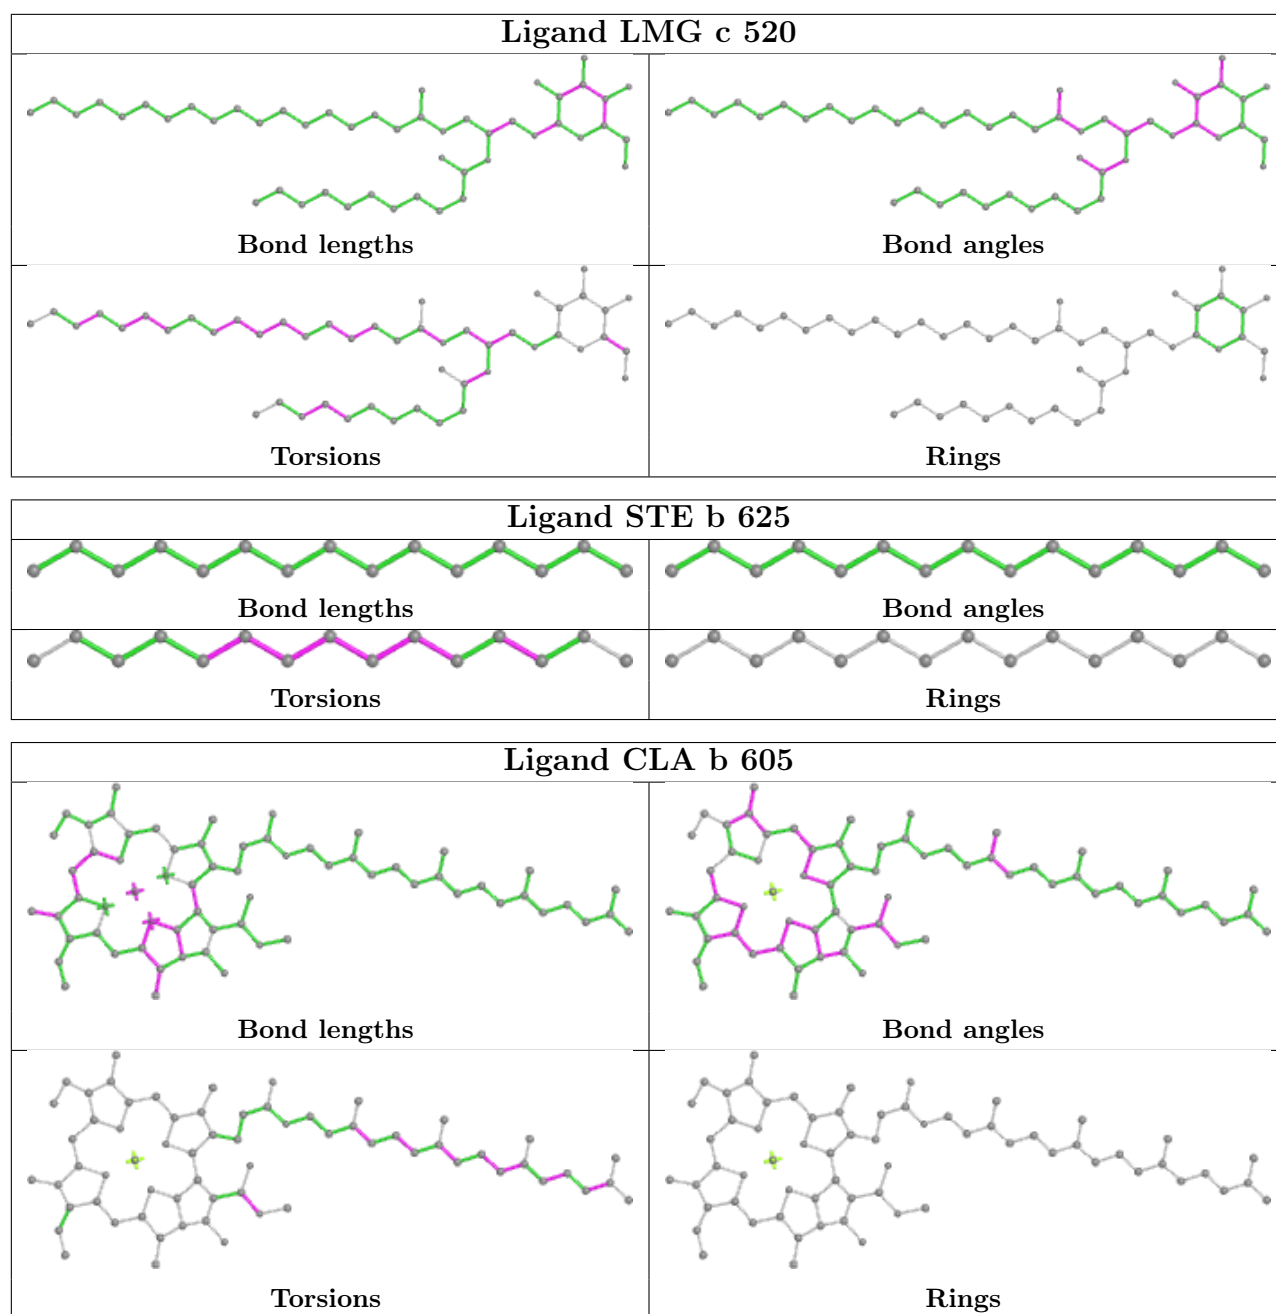 Ligand LMG c 520
Bond lengths
Bond angles
Torsions
Rings
Ligand STE b 625
Bond lengths
Bond angles
Torsions
Rings
Ligand CLA b 605
Bond lengths
Bond angles
Torsions
Rings